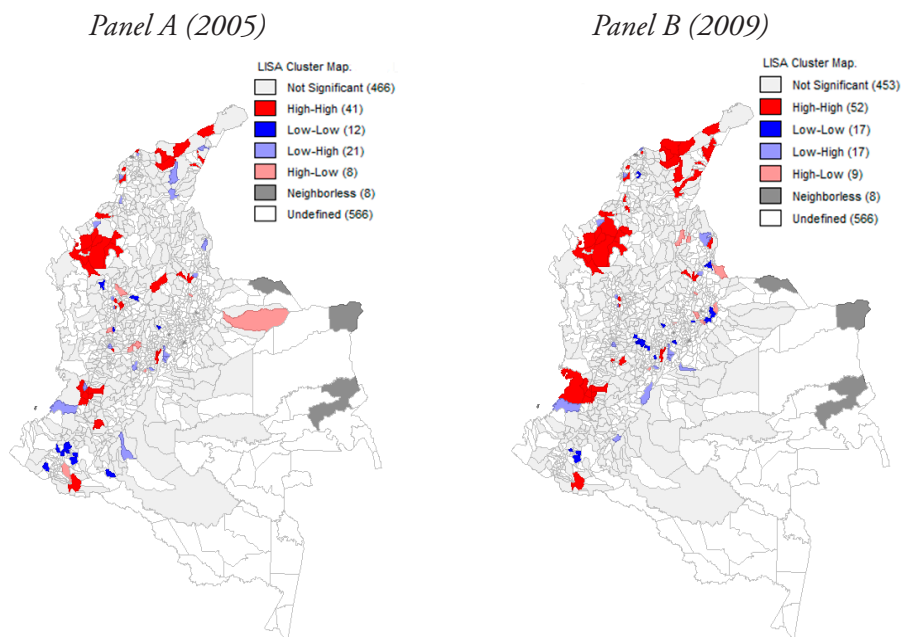 Panel A (2005)
LISA Cluster Map.
Not Significant (466)
High-High (41)
Low-Low (12)
Low-High (21)
High-Low (8)
Neighborless (8)
Undefined (566)
Panel B (2009)
LISA Cluster Map.
Not Significant (453)
High-High (52)
Low-Low (17)
Low-High (17)
High-Low (9)
Neighborless (8)
Undefined (566)